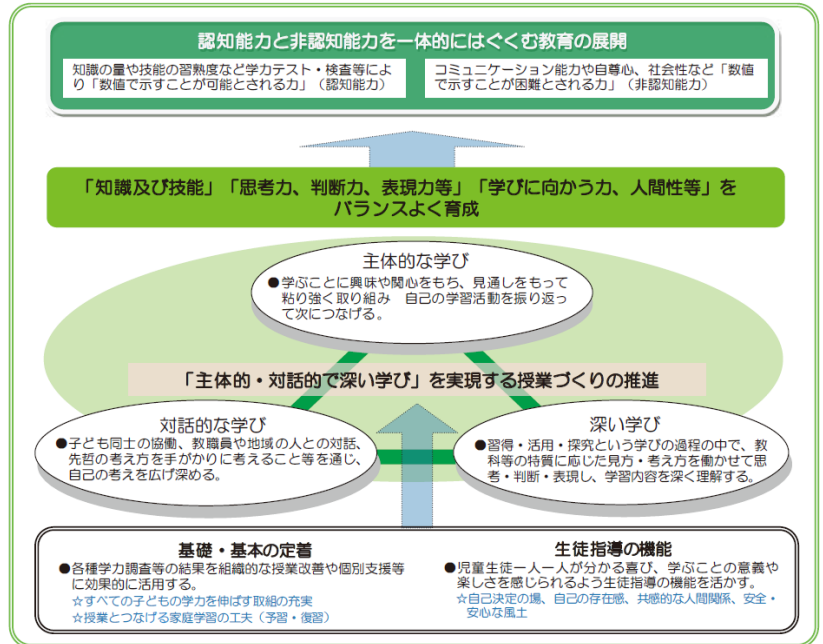 認知能力と非認知能力を一体的にはぐくむ教育の展開
知識の量や技能の習熟度など学力テスト・検査等によ
り「数値で示すことが可能とされる力」（認知能力）
コミュニケーション能力や自尊心、社会性など「数値
で示すことが困難とされる力」（非認知能力）
「知識及び技能」「思考力、判断力、表現力等」「学びに向かう力、人間性等」を
バランスよく育成
主体的な学び
●学ぶことに興味や関心をもち、見通しをもって
粘り強く取り組み　自己の学習活動を振り返っ
て次につなげる。
「主体的・対話的で深い学び」を実現する授業づくりの推進
対話的な学び
●子ども同士の協働、教職員や地域の人との対話、
先哲の考え方を手がかりに考えること等を通じ、
自己の考えを広げ深める。
深い学び
●習得・活用・探究という学びの過程の中で、教
科等の特質に応じた見方・考え方を働かせて思
考・判断・表現し、学習内容を深く理解する。
基礎・基本の定着
●各種学力調査等の結果を組織的な授業改善や個別支援等
に効果的に活用する。
☆すべての子どもの学力を伸ばす取組の充実
☆授業とつなげる家庭学習の工夫（予習・復習）
生徒指導の機能
●児童生徒一人一人が分かる喜び、学ぶことの意義や
楽しさを感じられるよう生徒指導の機能を活かす。
☆自己決定の場、自己の存在感、共感的な人間関係、安全・
安心な風土